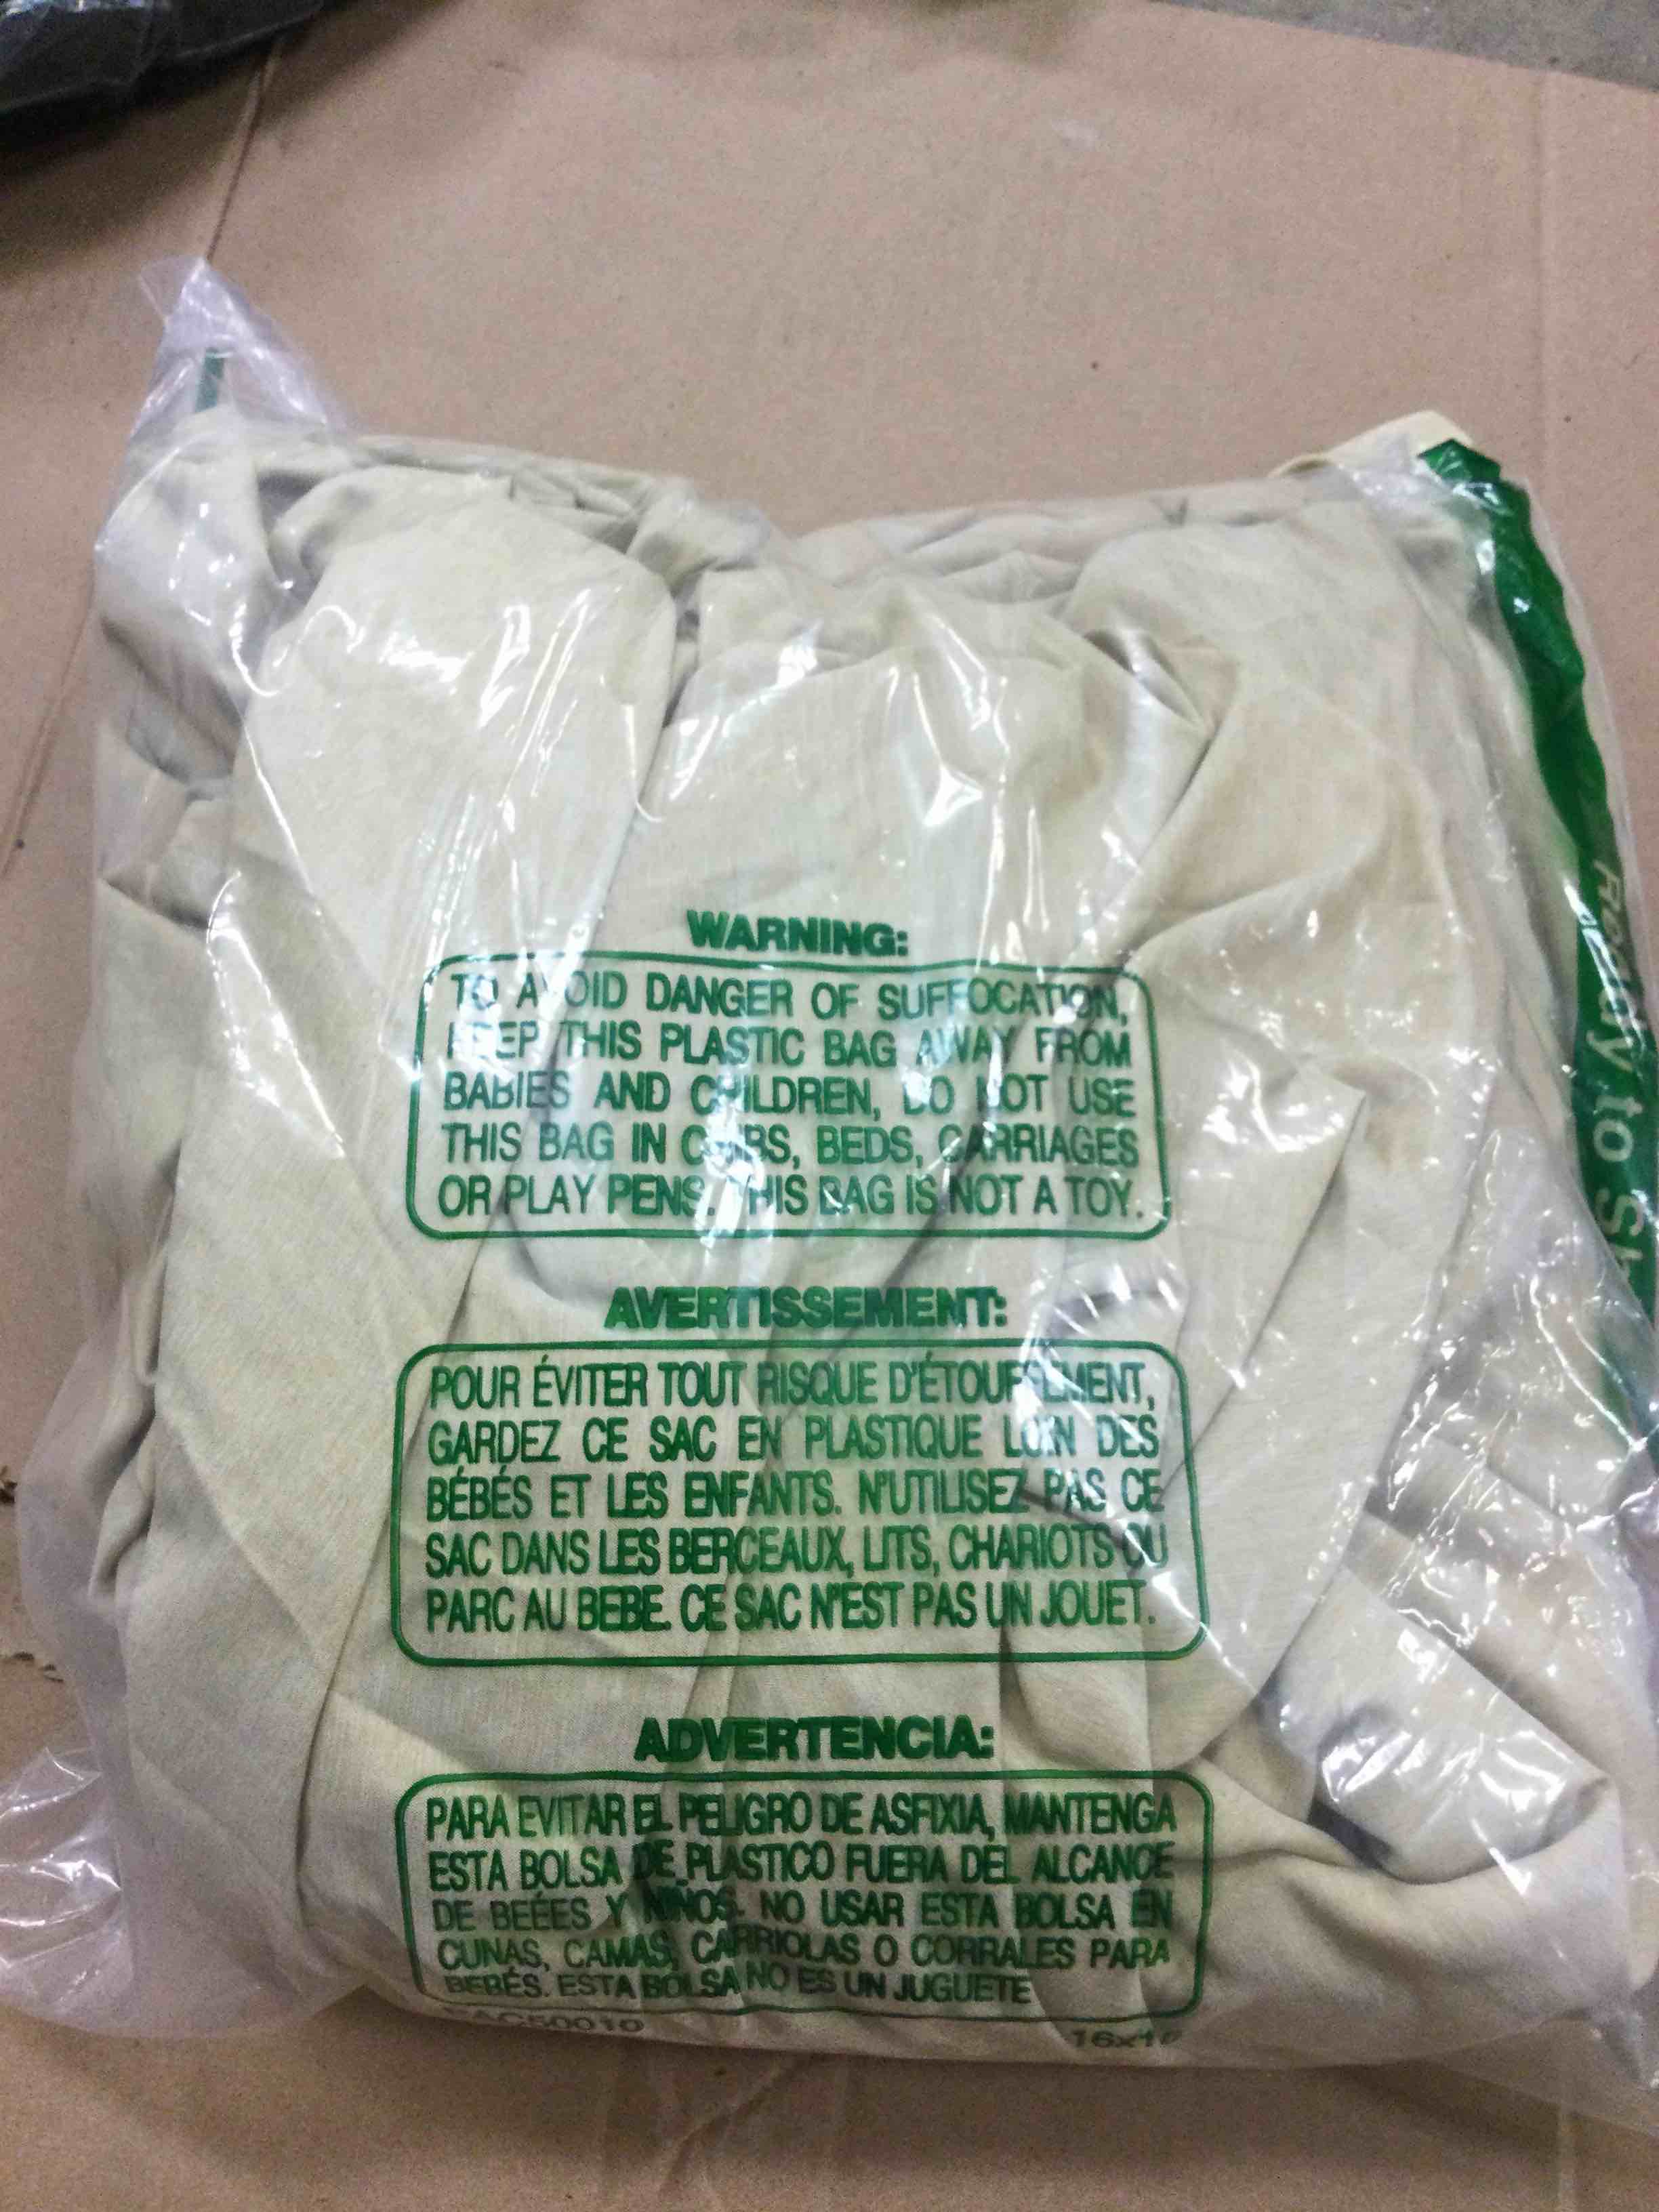 WARNING:
TO AVOID DANGER OF SUFFOCATION,
KEEP THIS PLASTIC BAG AWAY FROM
BABIES AND CHILDREN, DO NOT USE
THIS BAG IN CRIBS, BEDS, CARRIAGES
OR PLAY PENS. THIS BAG IS NOT A TOY.
AVERTISSEMENT:
POUR ÉVITER TOUT RISQUE D'ÉTOUFFEMENT,
GARDEZ CE SAC EN PLASTIQUE LOIN DES
BÉBÉS ET LES ENFANTS. N'UTILISEZ PAS CE
SAC DANS LES BERCEAUX, LITS, CHARIOTS OU
PARC AU BEBE. CE SAC N'EST PAS UN JOUET.
ADVERTENCIA:
PARA EVITAR EL PELIGRO DE ASFIXIA, MANTENGA
ESTA BOLSA DE PLASTICO FUERA DEL ALCANCE
DE BEÉES Y NIÑOS. NO USAR ESTA BOLSA EN
CUNAS, CAMAS, CARRIOLAS O CORRALES PARA
BEBÉS. ESTA BOLSA NO ES UN JUGUETE
Ready to